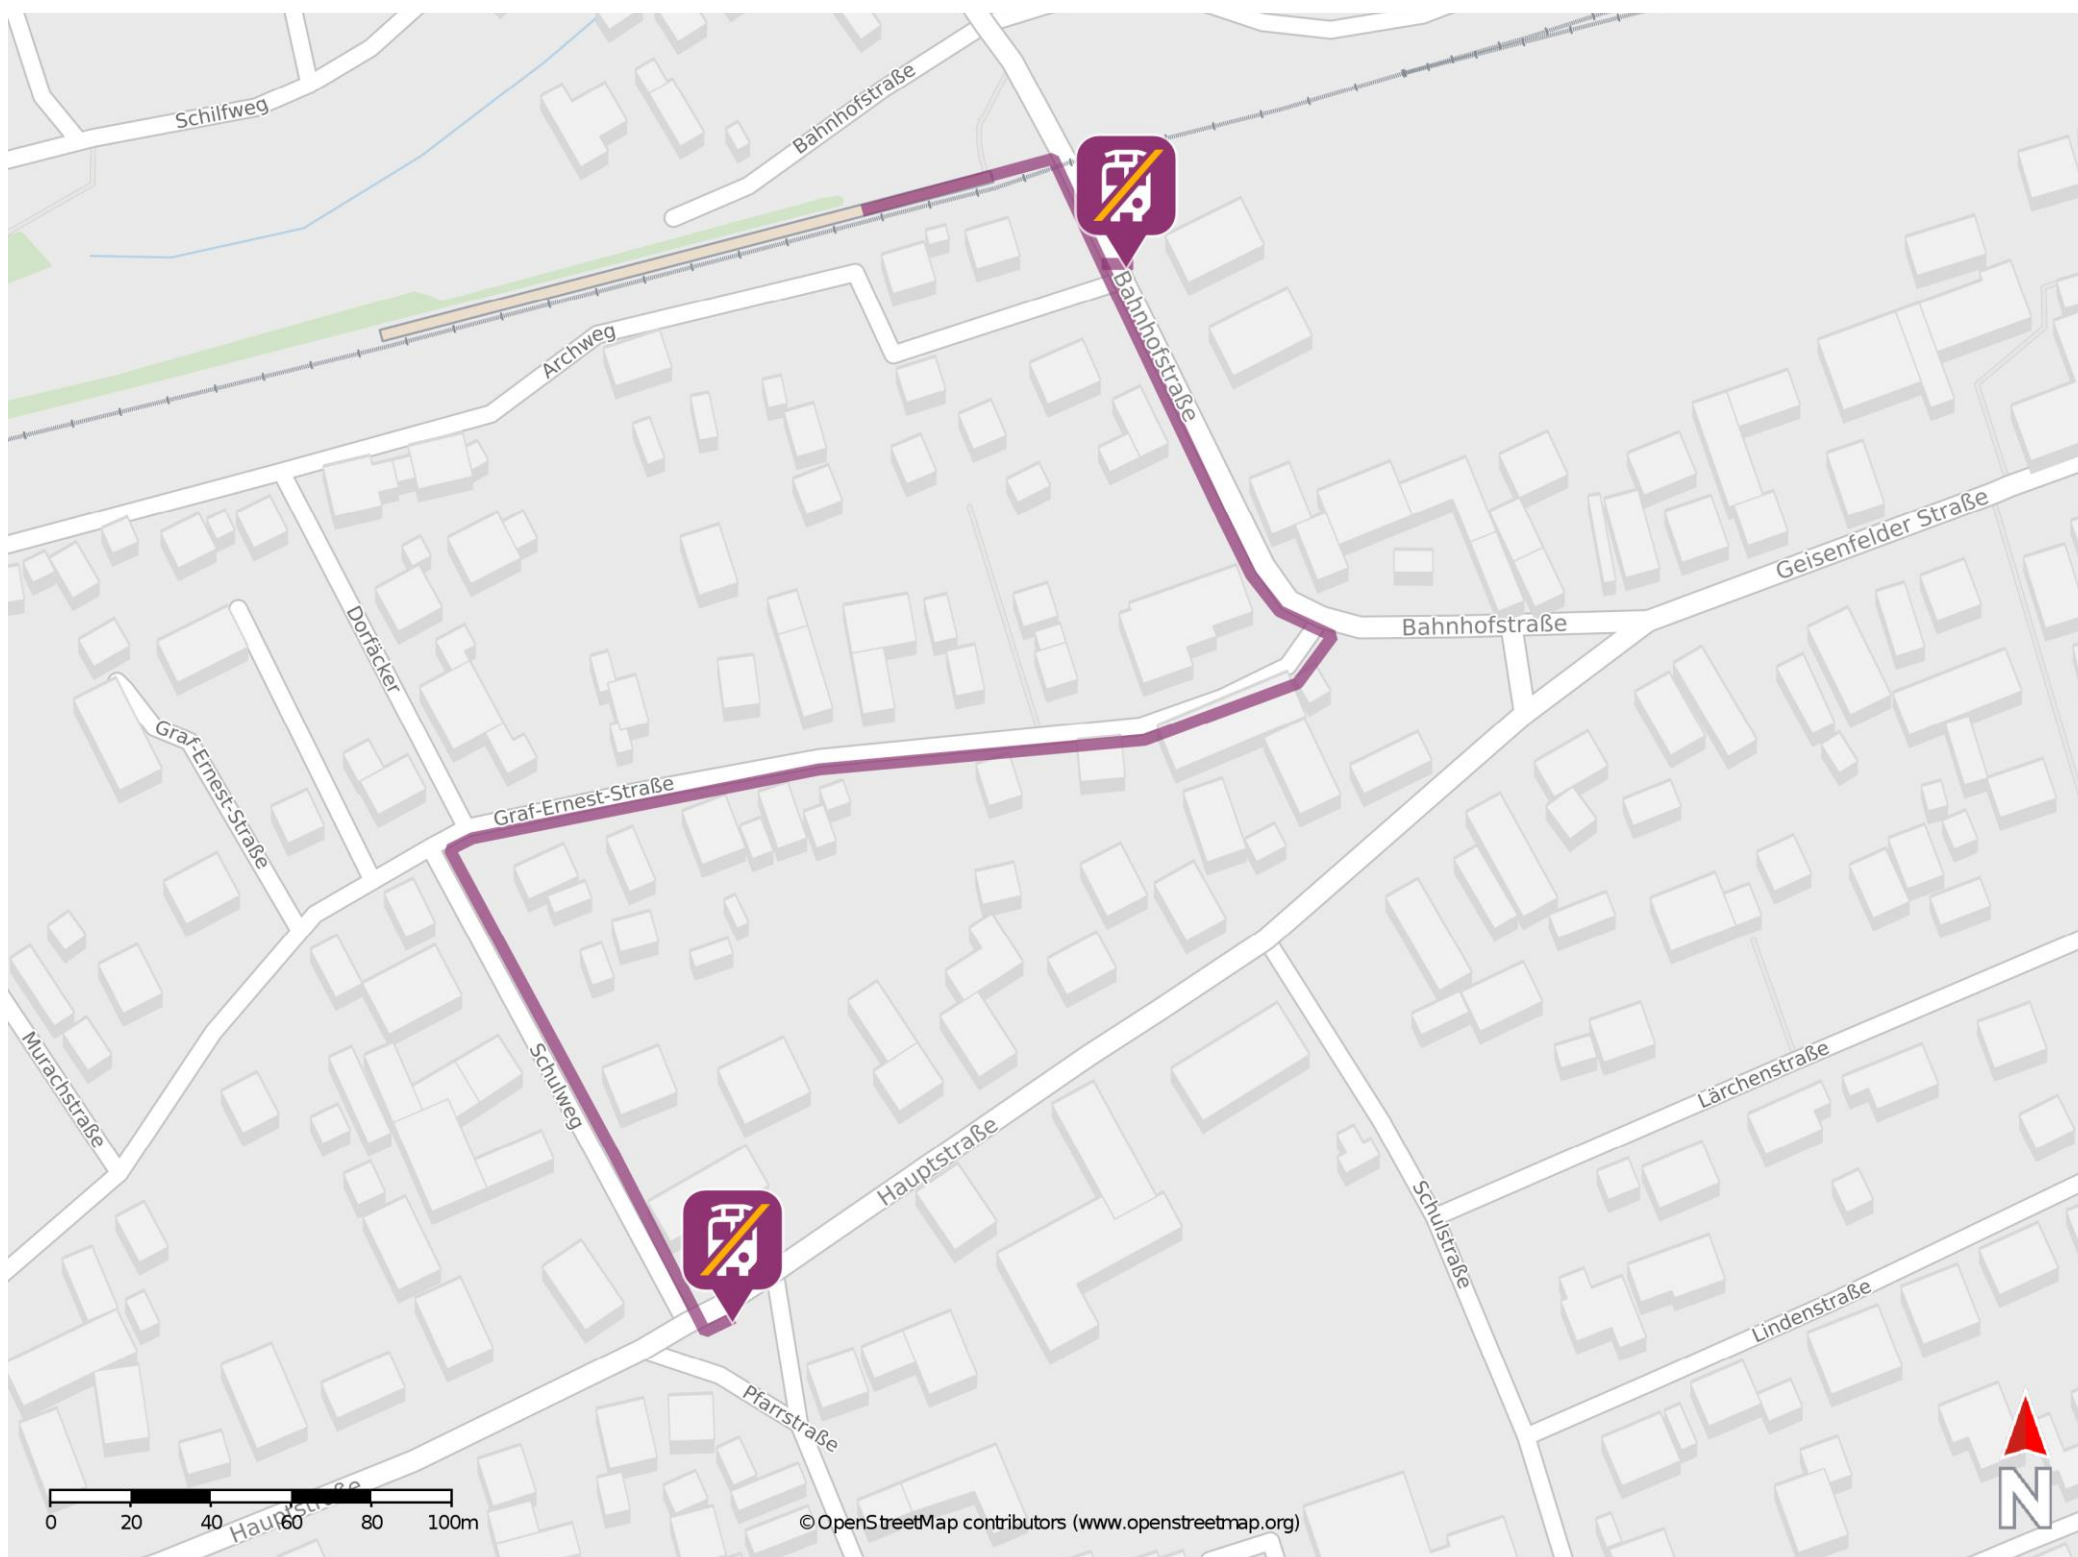 Schilfweg
Bahnhofstraße
Bahnhofstraße
Archweg
Geisenfelder Straße
Bahnhofstraße
Dorfäcker
Graf-Ernest-Straße
Graf-Ernest-Straße
Murachstraße
Schulweg
Lärchenstraße
Hauptstraße
Schulstraße
Lindenstraße
Pfarrstraße
Hauptstraße
0 20 40 60 80 100m
© OpenStreetMap contributors (www.openstreetmap.org)
N